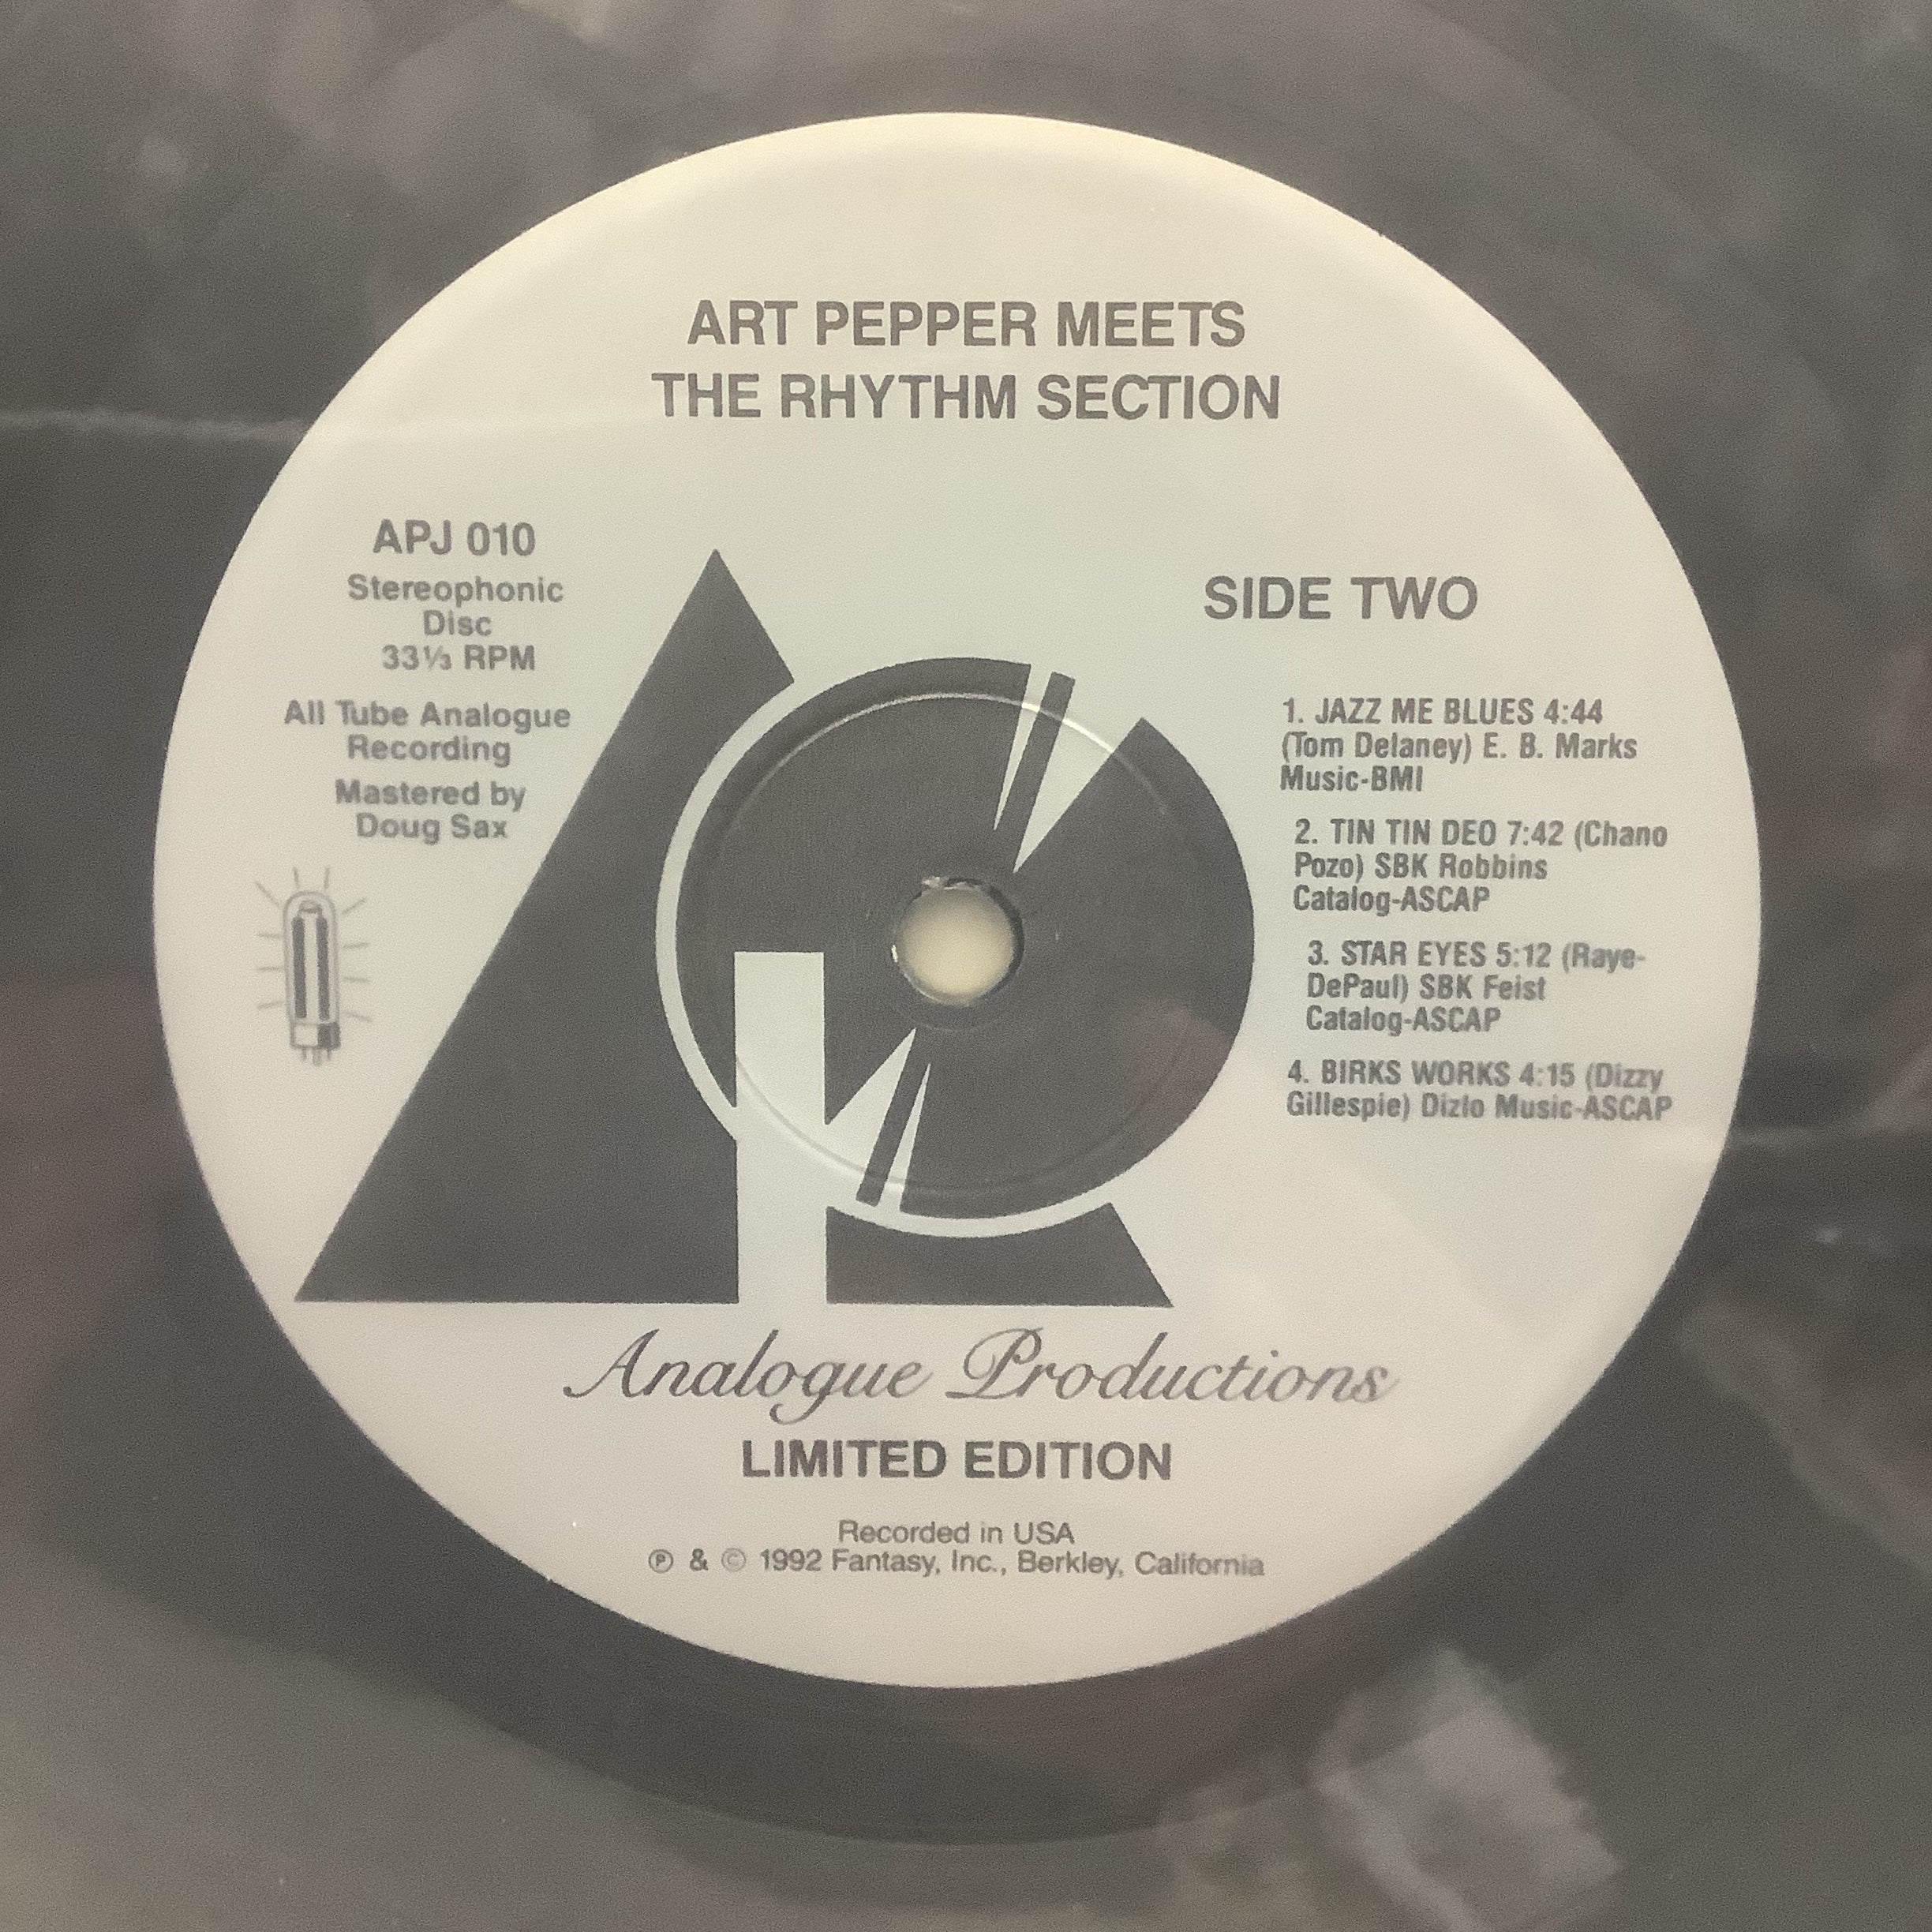 ART PEPPER MEETS
THE RHYTHM SECTION
APJ 010
Stereophonic
Disc
33⅓ RPM
All Tube Analogue
Recording
Mastered by
Doug Sax
SIDE TWO
1. JAZZ ME BLUES 4:44
(Tom Delaney) E. B. Marks
Music-BMI
2. TIN TIN DEO 7:42 (Chano
Pozo) SBK Robbins
Catalog-ASCAP
3. STAR EYES 5:12 (Raye-
DePaul) SBK Feist
Catalog-ASCAP
4. BIRKS WORKS 4:15 (Dizzy
Gillespie) Dizlo Music-ASCAP
Analogue Productions
LIMITED EDITION
Recorded in USA
℗ & © 1992 Fantasy, Inc., Berkley, California